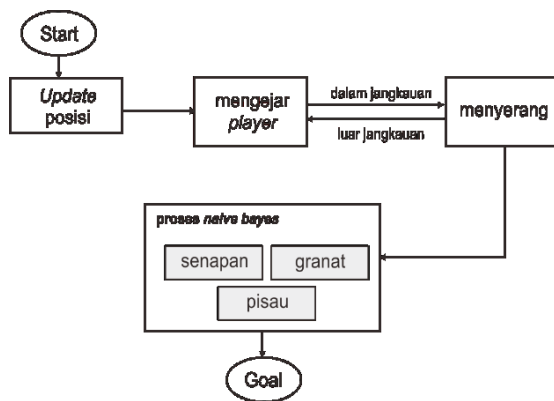 Start
Update
posisi
mengejar
player
dalam jangkauan
luar jangkauan
menyerang
proses naive bayes
senapan
granat
pisau
Goal